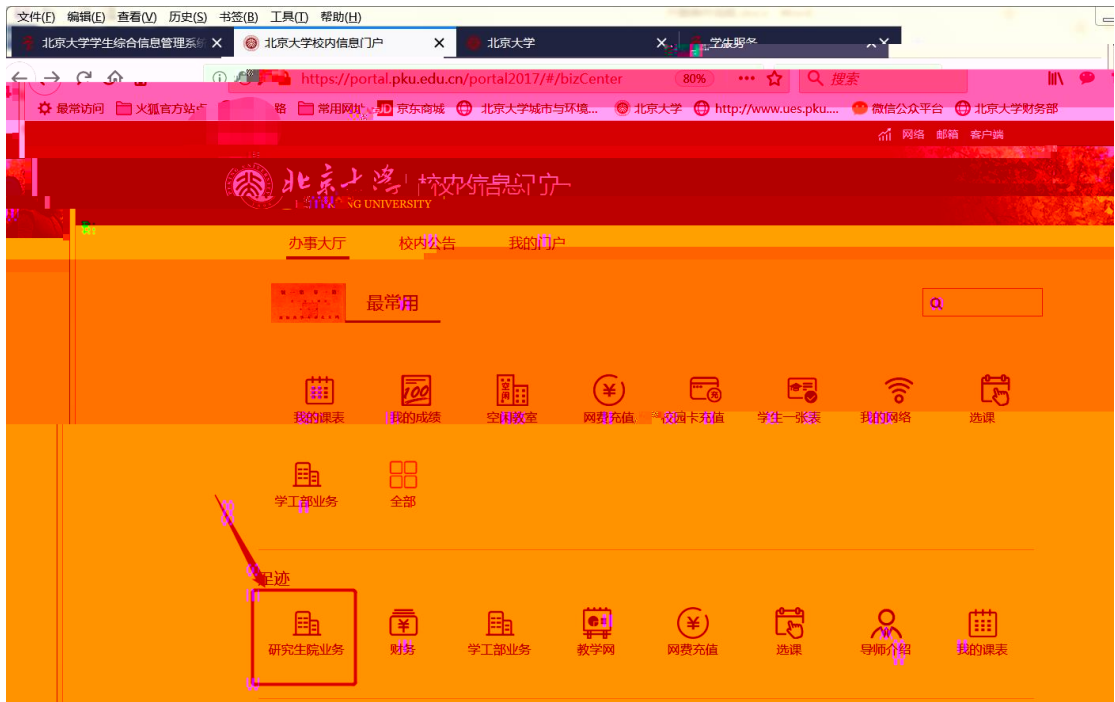 文件(F) 编辑(E) 查看(V) 历史(S) 书签(B) 工具(T) 帮助(H)
北京大学学生综合信息管理系统 北京大学校内信息门户 北京大学
https://portal.pku.edu.cn/portal2017/#/bizCenter 80% 搜索
最常访问 火狐官方站点 常用网址 JD 京东商城 北京大学城市与环境... 北京大学 http://www.ues.pku.... 微信公众平台 北京大学财务部
网络 邮箱 客户端
北京大学 校内信息门户
UNIVERSITY
办事大厅 校内公告 我的门户
最常用
我的课表 我的成绩 空闲教室 网费充值 校园卡充值 学生一张表 我的网络 选课
学工部业务 全部
足迹
研究生院业务 财务 学工部业务 教学网 网费充值 选课 导师介绍 我的课表